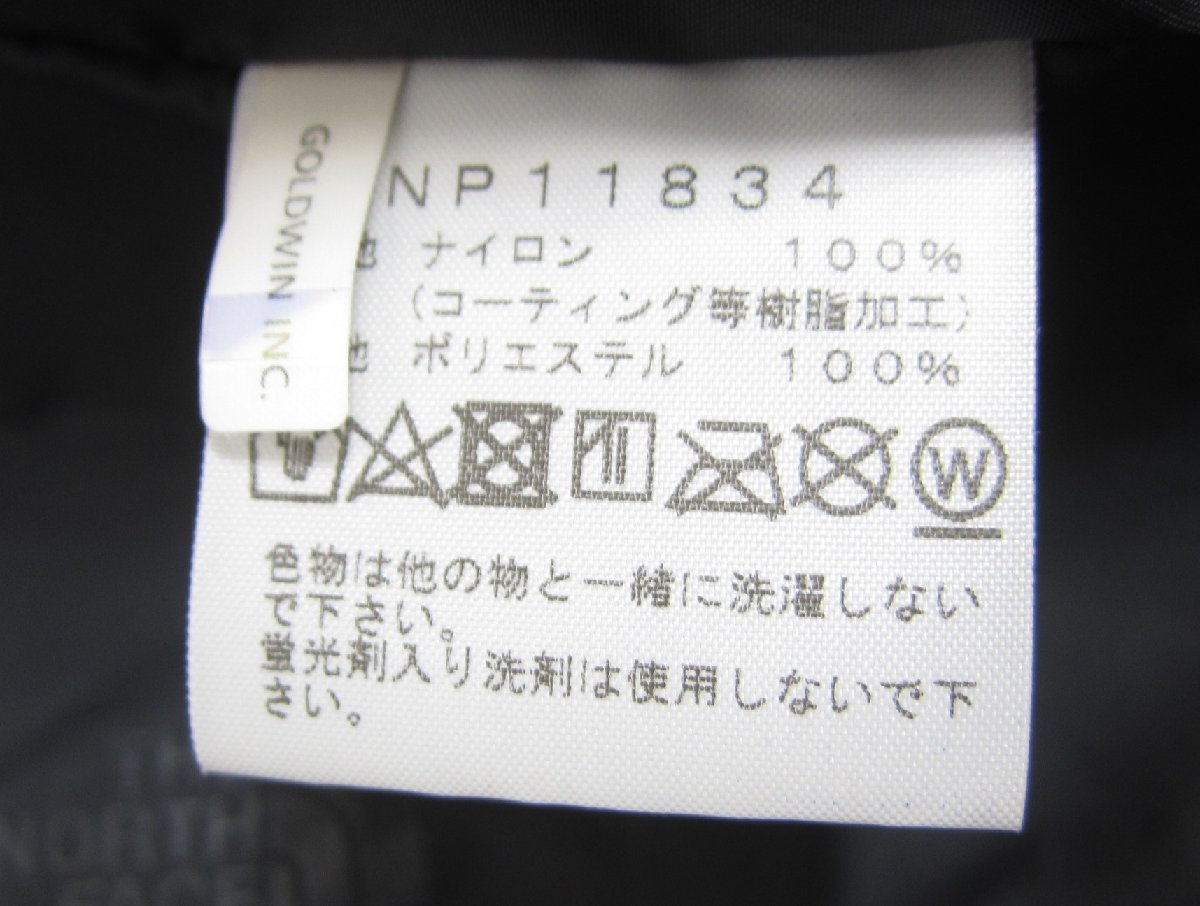 GOLDWIN INC.
NP11834
ナイロン 100%
(コーティング等樹脂加工)
ポリエステル 100%
W
色物は他の物と一緒に洗濯しない
で下さい。
蛍光剤入り洗剤は使用しないで下
さい。
NORTH
FACE